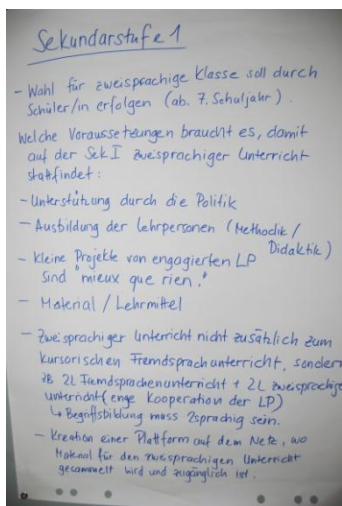 Sekundarstufe 1
- Wahl für zweisprachige Klasse soll durch
Schüler/in erfolgen (ab. 7. Schuljahr).
Welche Voraussetzungen braucht es, damit
auf der Sek I zweisprachiger Unterricht
stattfindet:
- Unterstützung durch die Politik
- Ausbildung der Lehrpersonen (Methodik /
Didaktik)
- kleine Projekte von engagierten LP
sind "mieux que rien."
- Material / Lehrmittel
- Zweisprachiger Unterricht nicht zusätzlich zum
kursorischen Fremdsprachunterricht, sondern
zB 2L Fremdsprachenunterricht + 2L zweisprachige
unterricht (enge Kooperation der LP)
↳ Begriffsbildung muss 2sprachig sein.
- Kreation einer Plattform auf dem Netz, wo
Material für den zweisprachigen Unterricht
gesammelt wird und zugänglich ist.